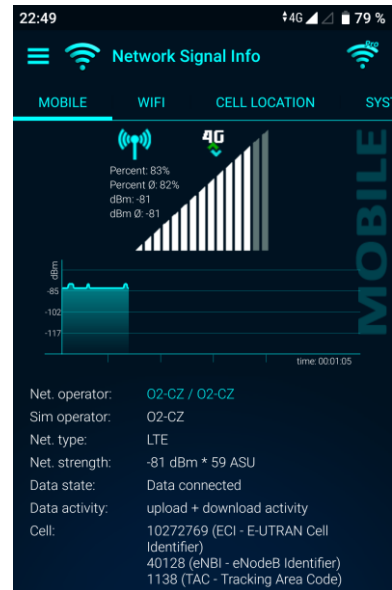 22:49
4G 79 %
Network Signal Info
Pro
MOBILE WIFI CELL LOCATION SYS
4G
Percent: 83%
Percent Ø: 82%
dBm: -81
dBm Ø: -81
MOBILE
dBm
-85
-102
-117
time: 00:01:05
Net. operator: O2-CZ / O2-CZ
Sim operator: O2-CZ
Net. type: LTE
Net. strength: -81 dBm * 59 ASU
Data state: Data connected
Data activity: upload + download activity
Cell: 10272769 (ECI - E-UTRAN Cell
Identifier)
40128 (eNBI - eNodeB Identifier)
1138 (TAC - Tracking Area Code)